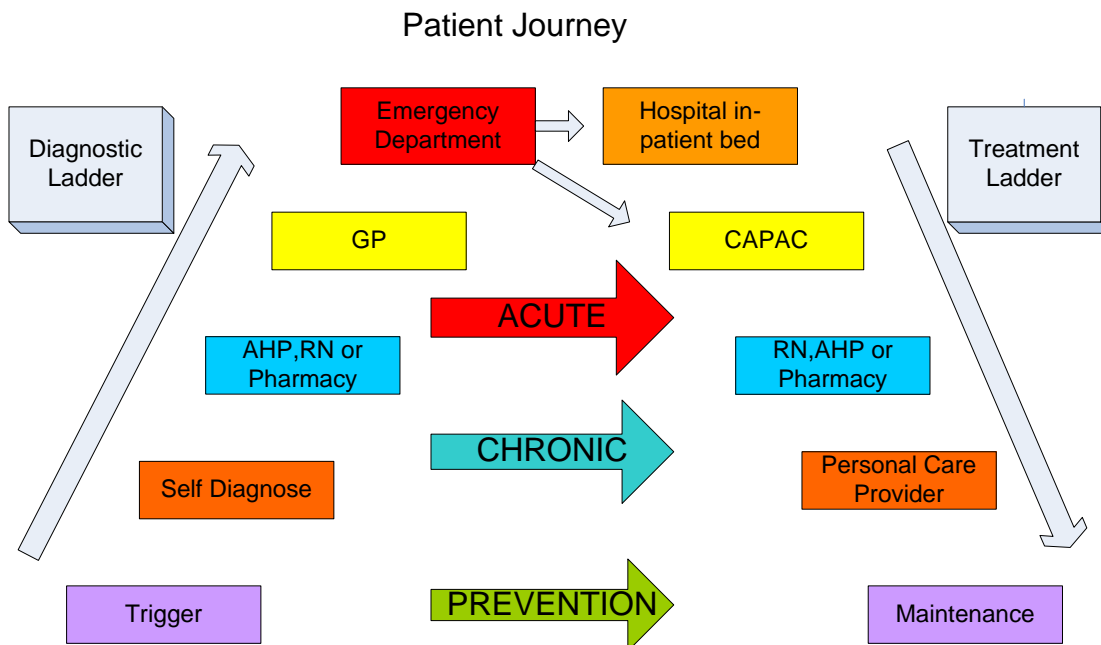 Patient Journey
Emergency
Department
Hospital in-
patient bed
Diagnostic
Ladder
Treatment
Ladder
GP
CAPAC
ACUTE
AHP,RN or
Pharmacy
RN,AHP or
Pharmacy
CHRONIC
Self Diagnose
Personal Care
Provider
PREVENTION
Trigger
Maintenance